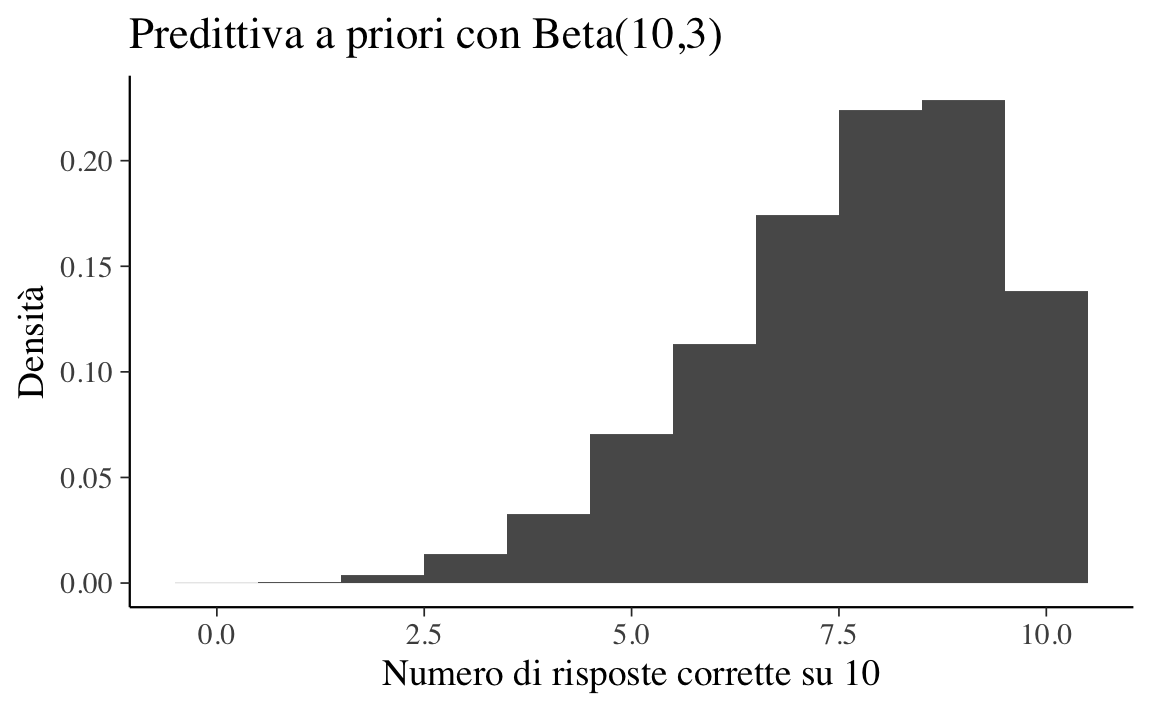 Predittiva a priori con Beta(10,3)
Densità
0.20
0.15
0.10
0.05
0.00
0.0 2.5 5.0 7.5 10.0
Numero di risposte corrette su 10